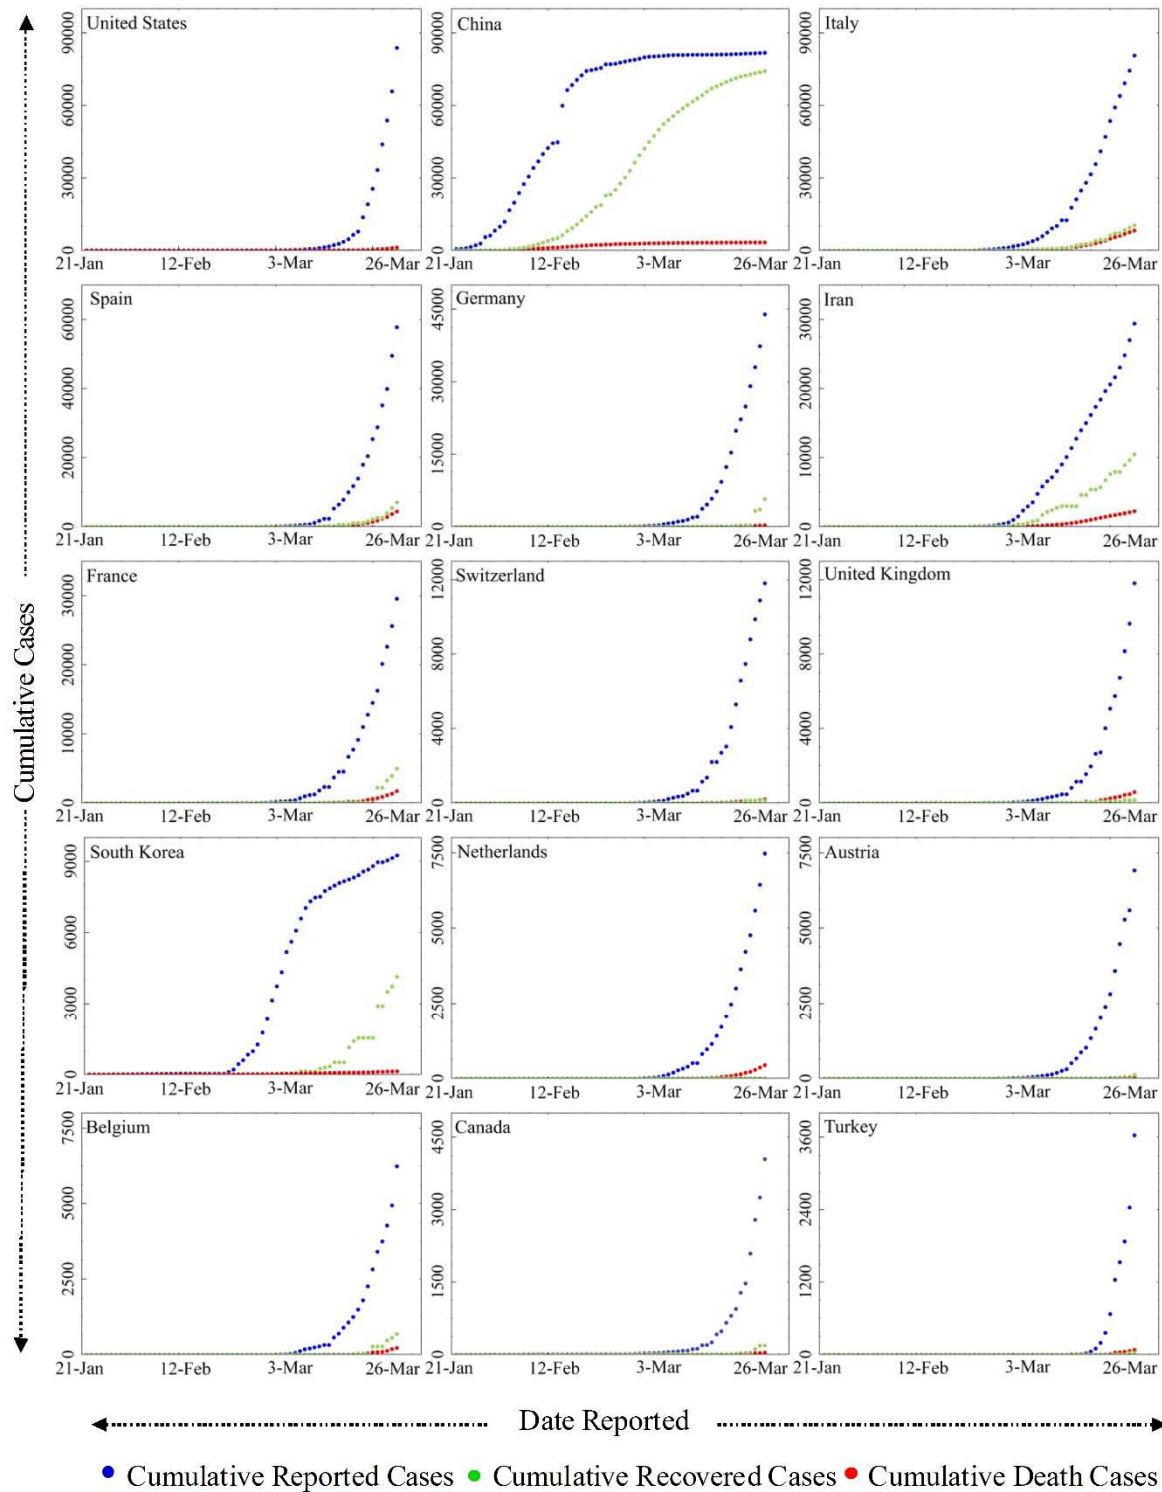 United States
China
Italy
90000
60000
30000
0
90000
60000
30000
0
90000
60000
30000
0
21-Jan 12-Feb 3-Mar 26-Mar
21-Jan 12-Feb 3-Mar 26-Mar
21-Jan 12-Feb 3-Mar 26-Mar
Spain
Germany
Iran
60000
40000
20000
0
45000
30000
15000
0
30000
20000
10000
0
21-Jan 12-Feb 3-Mar 26-Mar
21-Jan 12-Feb 3-Mar 26-Mar
21-Jan 12-Feb 3-Mar 26-Mar
Cumulative Cases
France
Switzerland
United Kingdom
30000
20000
10000
0
12000
8000
4000
0
12000
8000
4000
0
21-Jan 12-Feb 3-Mar 26-Mar
21-Jan 12-Feb 3-Mar 26-Mar
21-Jan 12-Feb 3-Mar 26-Mar
South Korea
Netherlands
Austria
9000
6000
3000
0
7500
5000
2500
0
7500
5000
2500
0
21-Jan 12-Feb 3-Mar 26-Mar
21-Jan 12-Feb 3-Mar 26-Mar
21-Jan 12-Feb 3-Mar 26-Mar
Belgium
Canada
Turkey
7500
5000
2500
0
4500
3000
1500
0
3600
2400
1200
0
21-Jan 12-Feb 3-Mar 26-Mar
21-Jan 12-Feb 3-Mar 26-Mar
21-Jan 12-Feb 3-Mar 26-Mar
Date Reported
Cumulative Reported Cases Cumulative Recovered Cases Cumulative Death Cases